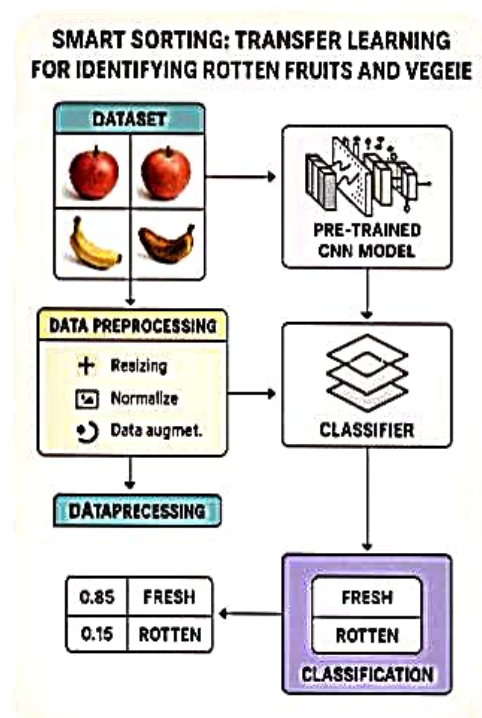 SMART SORTING: TRANSFER LEARNING
FOR IDENTIFYING ROTTEN FRUITS AND VEGEIE
DATASET
PRE-TRAINED
CNN MODEL
DATA PREPROCESSING
Resizing
Normalize
Data augmet.
CLASSIFIER
DATAPRECESSING
0.85 FRESH
0.15 ROTTEN
FRESH
ROTTEN
CLASSIFICATION